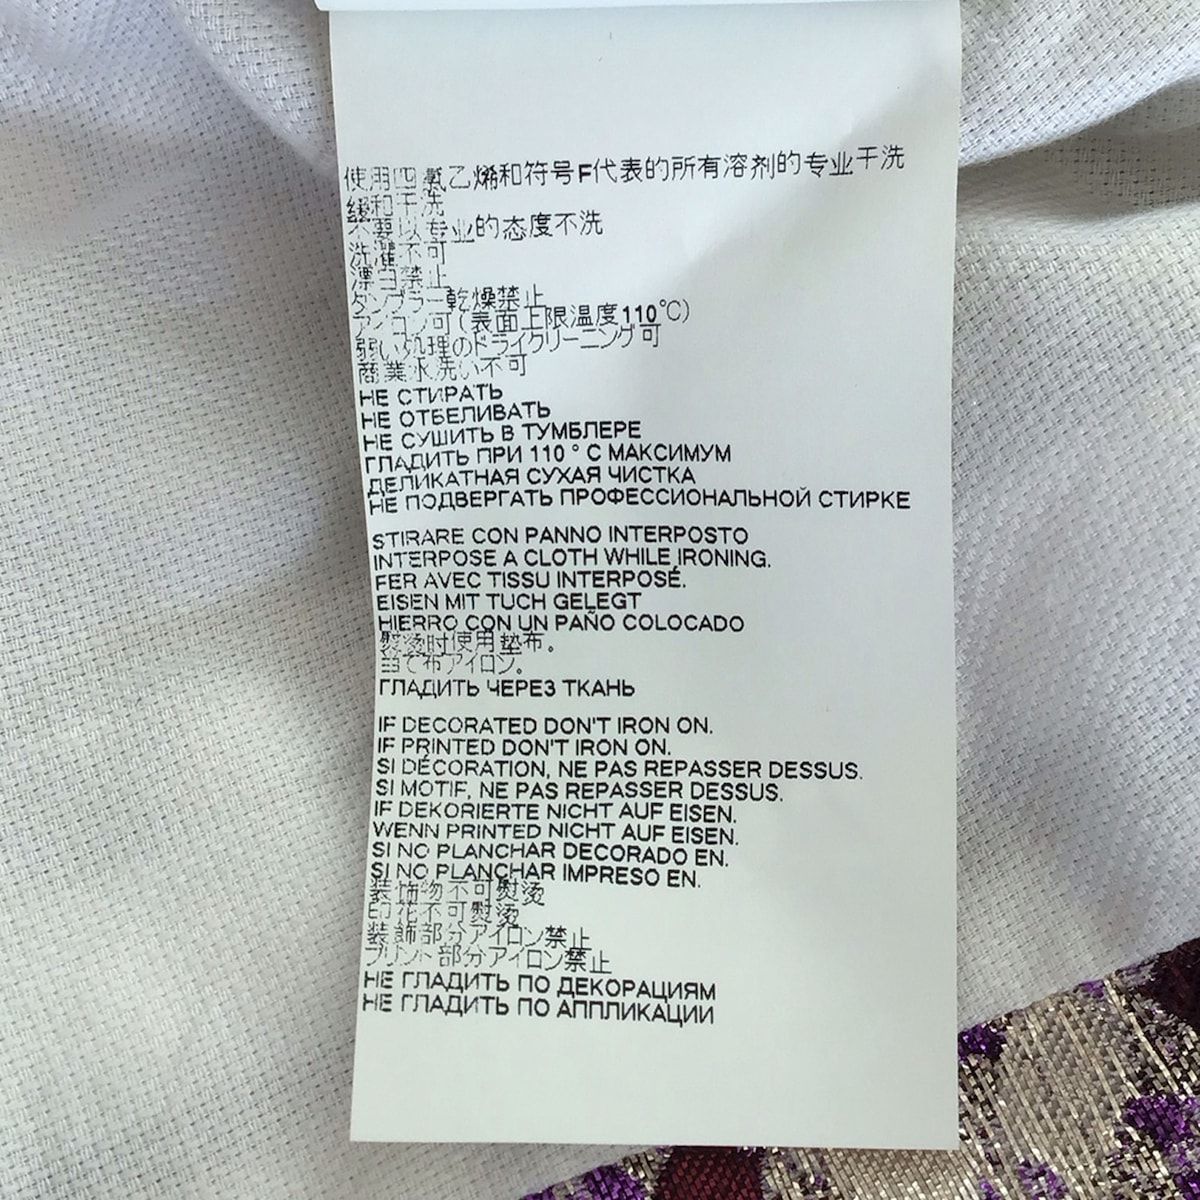 使用四氯乙烯和符号F代表的所有溶剂的专业干洗
缓和干洗
不要以专业的态度不洗
洗濯不可
漂白禁止
タンブラー乾燥禁止
アイロン可(表面上限温度110℃)
弱い処理のドライクリーニング可
商業水洗い不可
НЕ СТИРАТЬ
НЕ ОТБЕЛИВАТЬ
НЕ СУШИТЬ В ТУМБЛЕРЕ
ГЛАДИТЬ ПРИ 110 ° С МАКСИМУМ
ДЕЛИКАТНАЯ СУХАЯ ЧИСТКА
НЕ ПОДВЕРГАТЬ ПРОФЕССИОНАЛЬНОЙ СТИРКЕ
STIRARE CON PANNO INTERPOSTO
INTERPOSE A CLOTH WHILE IRONING.
FER AVEC TISSU INTERPOSÉ.
EISEN MIT TUCH GELEGT
HIERRO CON UN PAÑO COLOCADO
熨烫时使用垫布。
当て布アイロン。
ГЛАДИТЬ ЧЕРЕЗ ТКАНЬ
IF DECORATED DON'T IRON ON.
IF PRINTED DON'T IRON ON.
SI DÉCORATION, NE PAS REPASSER DESSUS.
SI MOTIF, NE PAS REPASSER DESSUS.
IF DEKORIERTE NICHT AUF EISEN.
WENN PRINTED NICHT AUF EISEN.
SI NO PLANCHAR DECORADO EN.
SI NO PLANCHAR IMPRESO EN.
装饰物不可熨烫
印花不可熨烫
装飾部分アイロン禁止
プリント部分アイロン禁止
НЕ ГЛАДИТЬ ПО ДЕКОРАЦИЯМ
НЕ ГЛАДИТЬ ПО АППЛИКАЦИИ